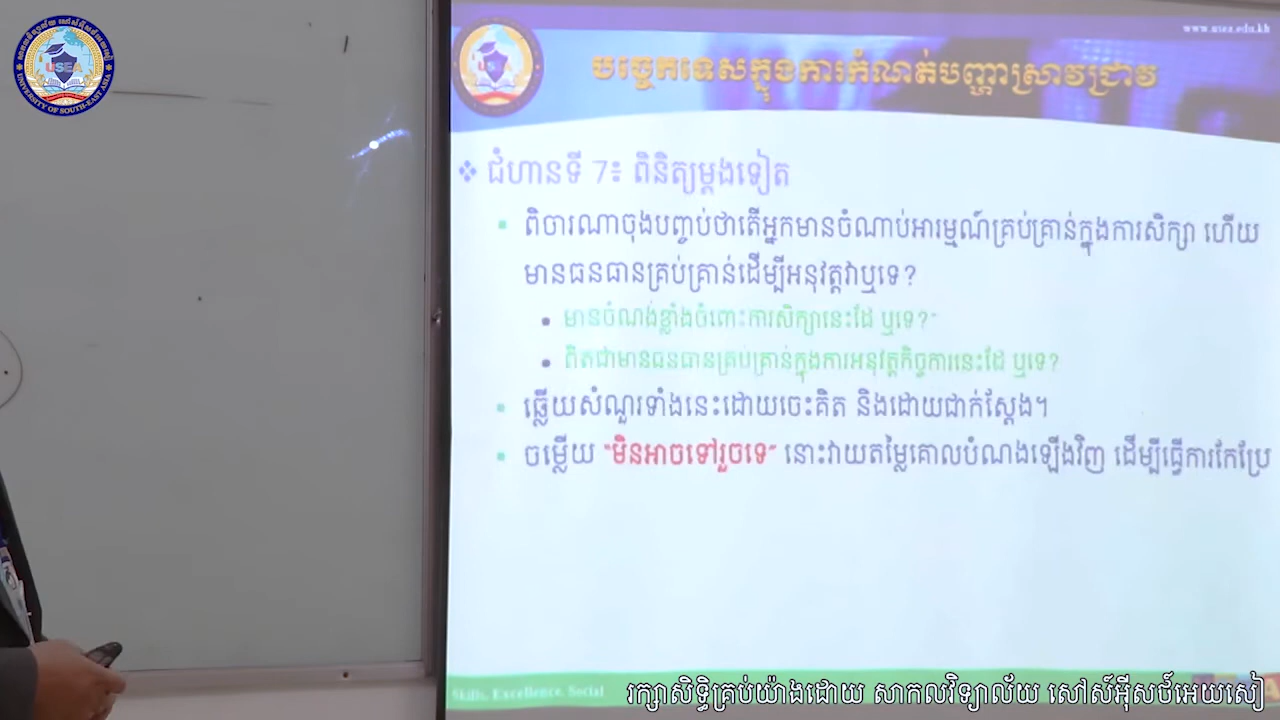 www.usea.edu.kh
USEA
UNIVERSITY OF SOUTH-EAST ASIA
បច្ចេកទេសក្នុងការកំណត់បញ្ហាស្រាវជ្រាវ
❖ ជំហានទី 7៖ ពិនិត្យម្តងទៀត
▪ ពិចារណាចុងបញ្ចប់ថាតើអ្នកមានចំណាប់អារម្មណ៍គ្រប់គ្រាន់ក្នុងការសិក្សា ហើយ
មានធនធានគ្រប់គ្រាន់ដើម្បីអនុវត្តវាឬទេ?
• មានចំណង់ខ្លាំងចំពោះការសិក្សានេះដែ ឬទេ?"
• ពិតជាមានធនធានគ្រប់គ្រាន់ក្នុងការអនុវត្តកិច្ចការនេះដែ ឬទេ?
▪ ឆ្លើយសំណួរទាំងនេះដោយចេះគិត និងដោយជាក់ស្តែង។
▪ ចម្លើយ "មិនអាចទៅរួចទេ" នោះវាយតម្លៃគោលបំណងឡើងវិញ ដើម្បីធ្វើការកែប្រែ
Skills, Excellence, Social
រក្សាសិទ្ធិគ្រប់យ៉ាងដោយ សាកលវិទ្យាល័យ សៅស៍អ៊ីសថ៍អេយសៀ